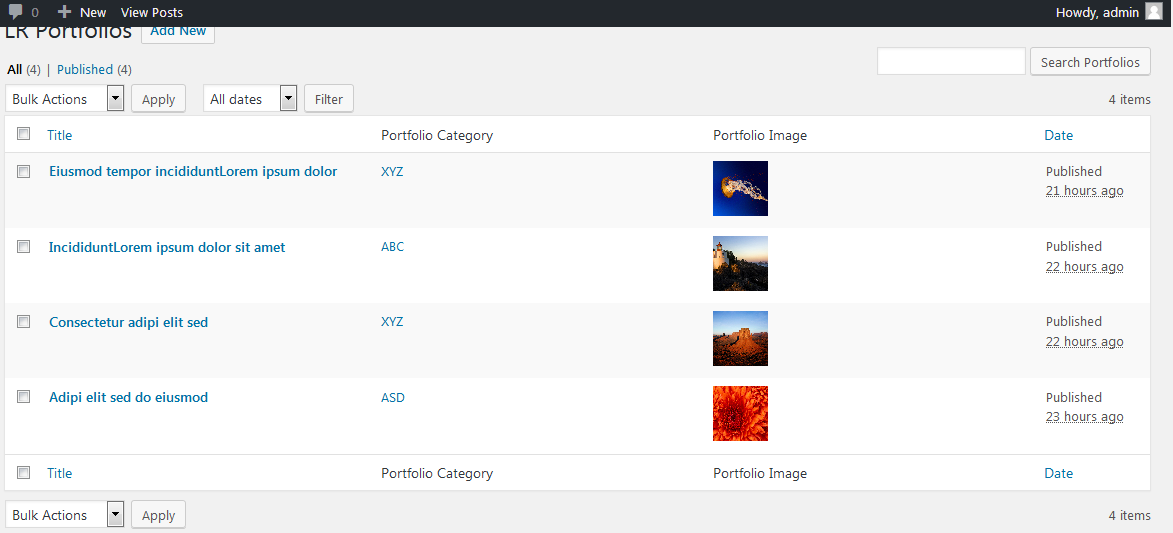 0 New View Posts Howdy, admin
LR Portfolios Add New
All (4) | Published (4) Search Portfolios
Bulk Actions Apply All dates Filter 4 items
Title Portfolio Category Portfolio Image Date
Eiusmod tempor incididuntLorem ipsum dolor XYZ Published
21 hours ago
IncididuntLorem ipsum dolor sit amet ABC Published
22 hours ago
Consectetur adipi elit sed XYZ Published
22 hours ago
Adipi elit sed do eiusmod ASD Published
23 hours ago
Title Portfolio Category Portfolio Image Date
Bulk Actions Apply 4 items